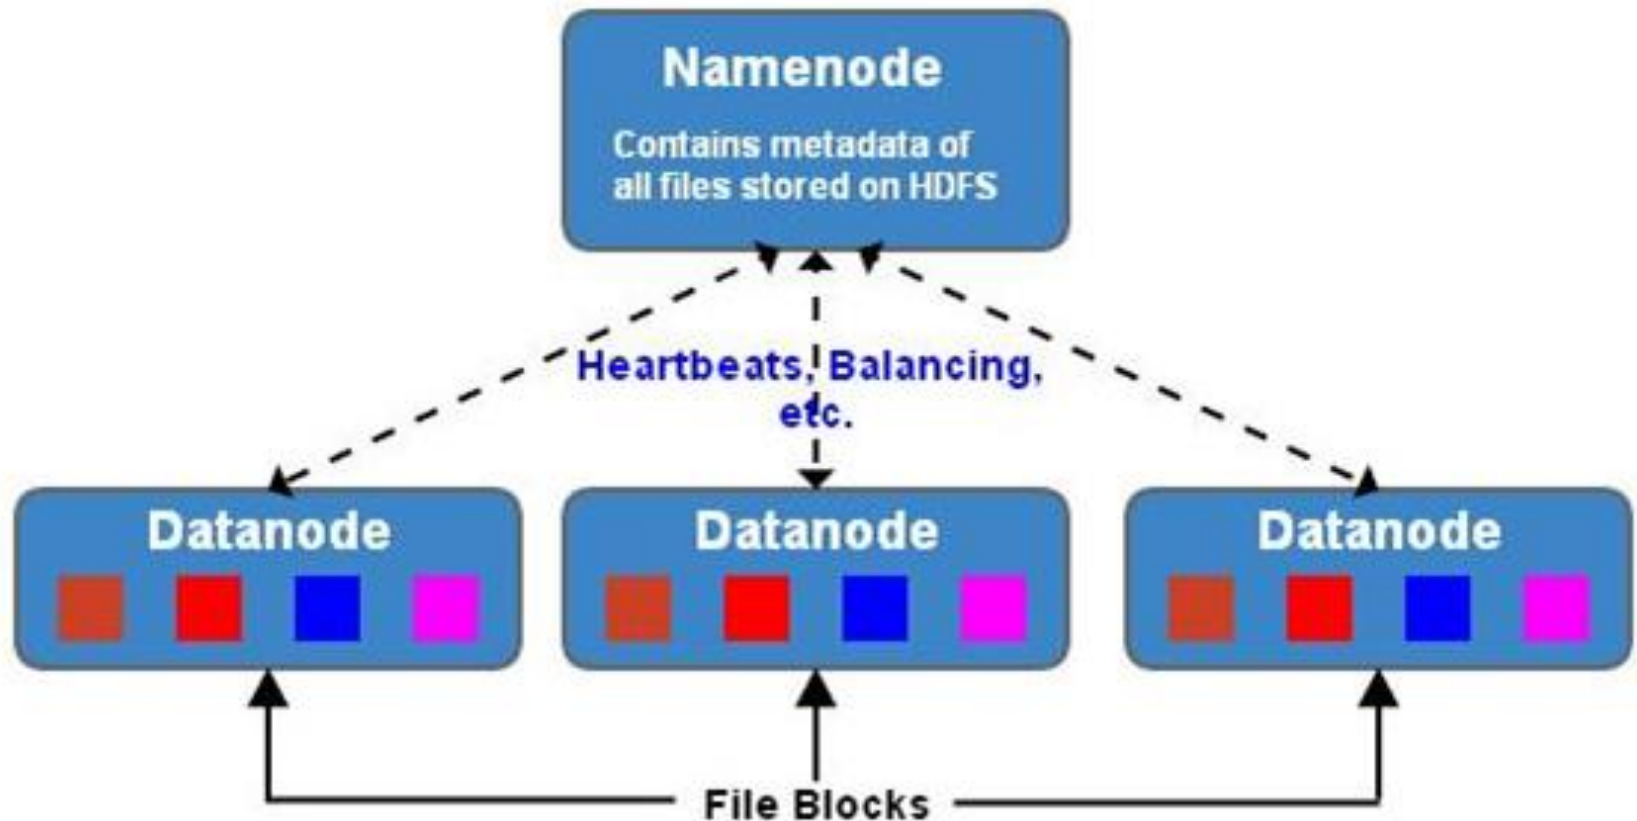 Namenode
Contains metadata of
all files stored on HDFS
Heartbeats, Balancing,
etc.
Datanode
Datanode
Datanode
File Blocks